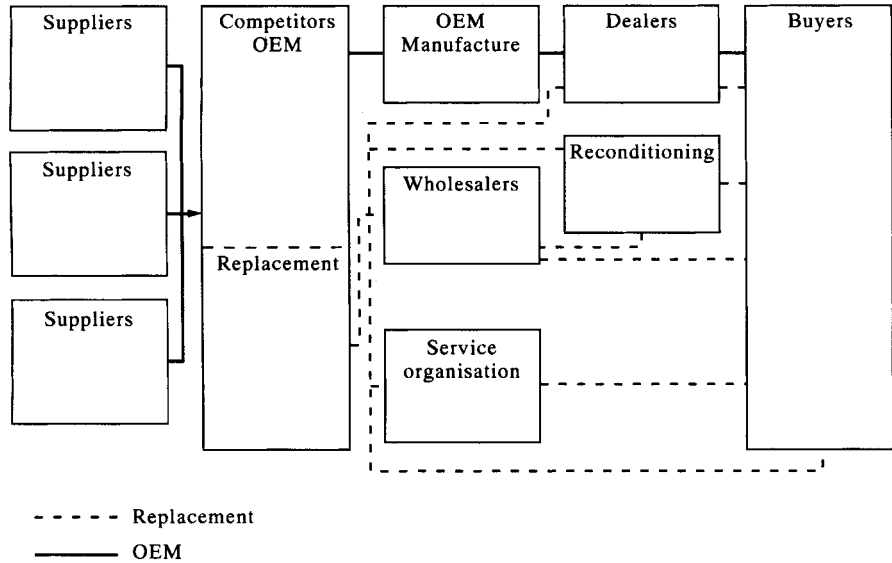 Suppliers
Competitors
OEM
OEM
Manufacture
Dealers
Buyers
Suppliers
Reconditioning
Wholesalers
Replacement
Suppliers
Service
organisation
Replacement
OEM